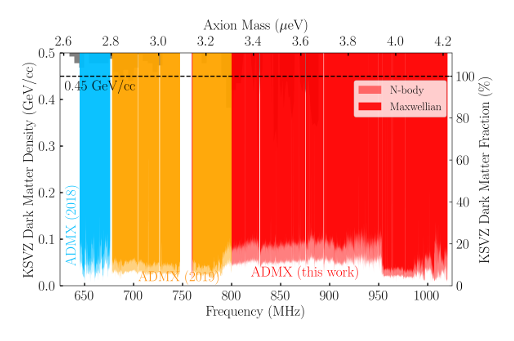 Axion Mass (μeV)
2.6 2.8 3.0 3.2 3.4 3.6 3.8 4.0 4.2
0.5
0.4
0.3
0.2
0.1
0.0
KSVZ Dark Matter Density (GeV/cc)
0.45 GeV/cc
N-body
Maxwellian
ADMX (2018)
ADMX (2019)
ADMX (this work)
100
80
60
40
20
0
KSVZ Dark Matter Fraction (%)
650 700 750 800 850 900 950 1000
Frequency (MHz)